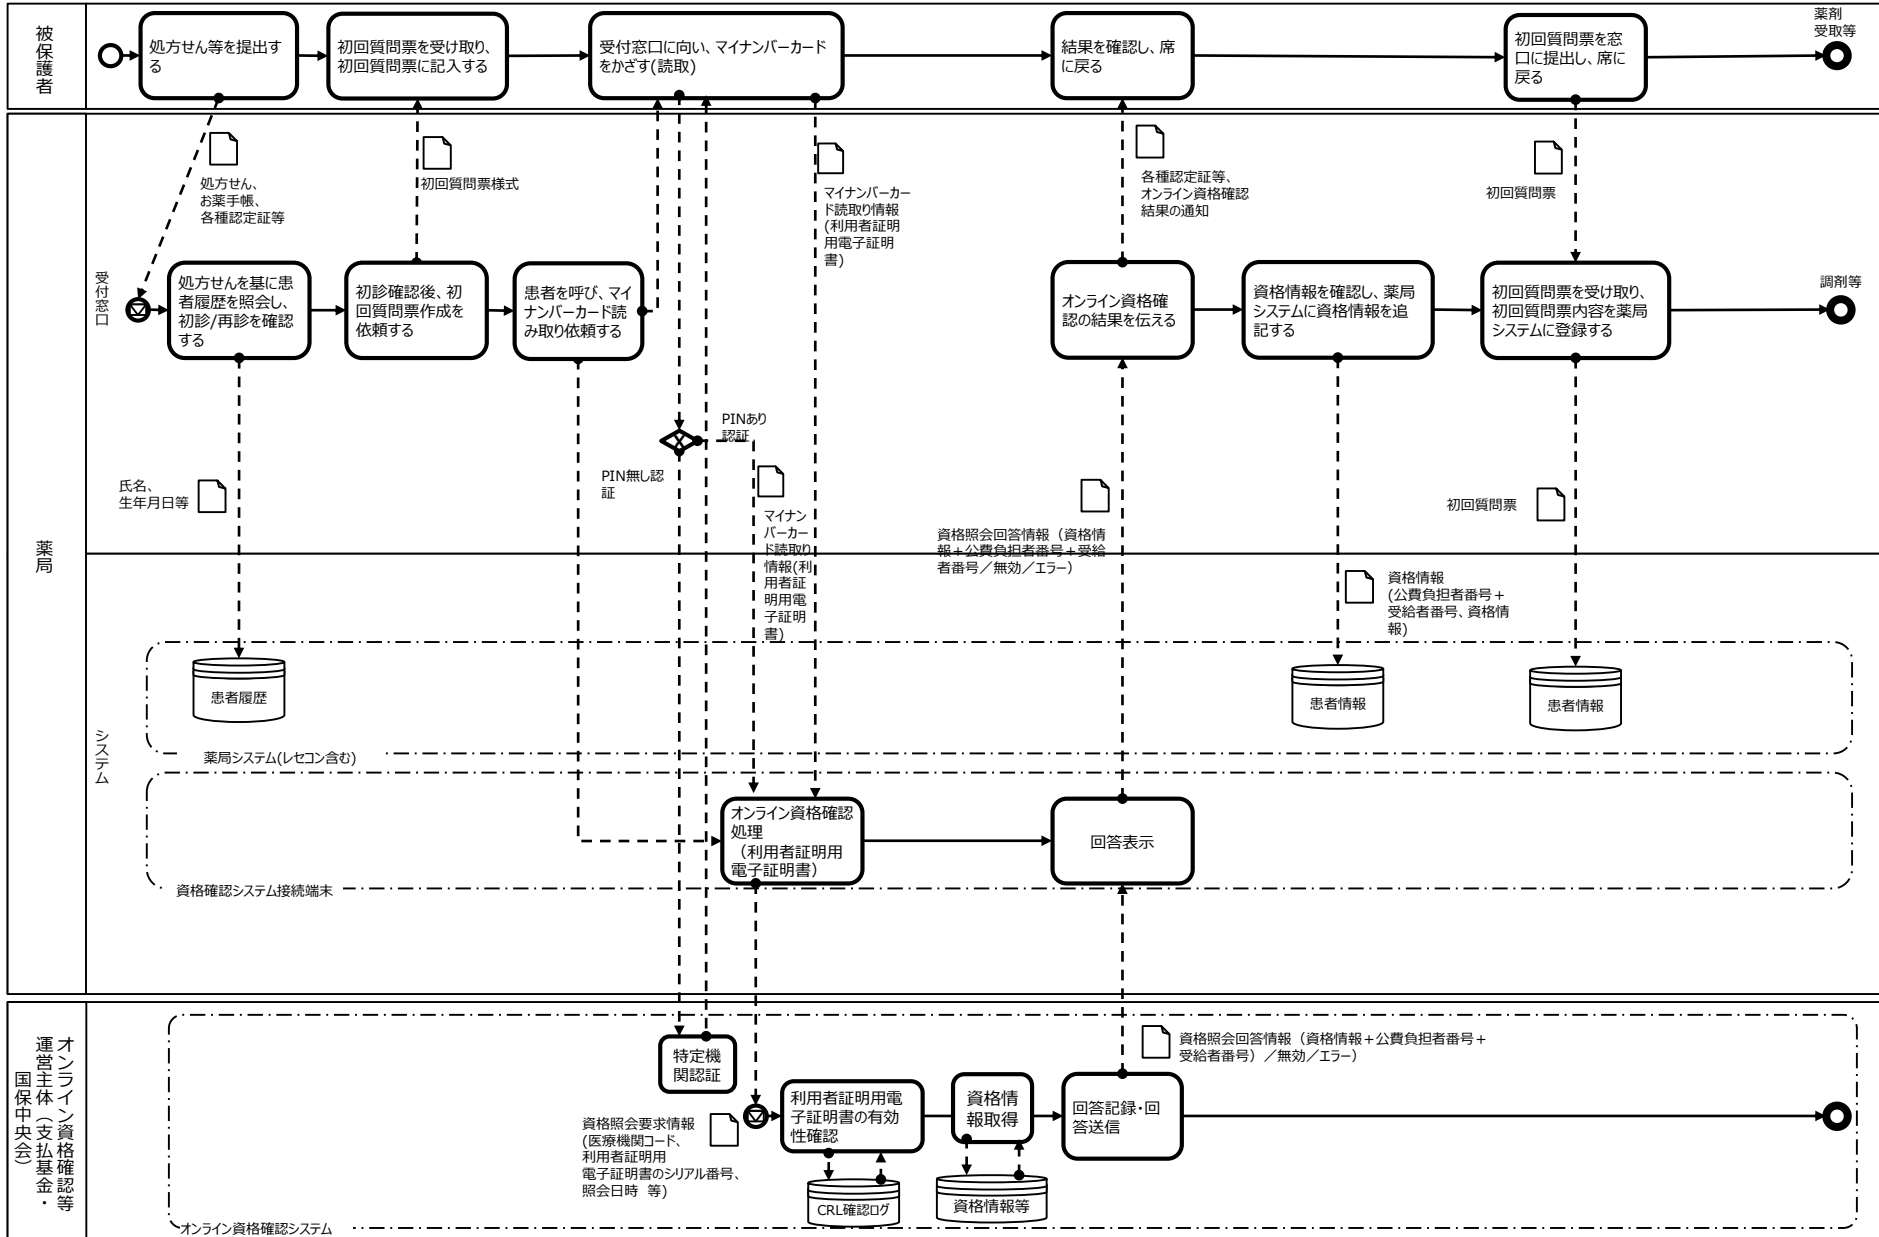 被保護者
処方せん等を提出す
る
初回質問票を受け取り、
初回質問票に記入する
受付窓口に向い、マイナンバーカード
をかざす(読取)
結果を確認し、席
に戻る
初回質問票を窓
口に提出し、席に
戻る
薬剤
受取等
薬局
受付窓口
処方せん、
お薬手帳、
各種認定証等
初回質問票様式
マイナンバーカー
ド読取り情報
(利用者証明
用電子証明
書)
各種認定証等、
オンライン資格確認
結果の通知
初回質問票
処方せんを基に患
者履歴を照会し、
初診/再診を確認
する
初診確認後、初
回質問票作成を
依頼する
患者を呼び、マイ
ナンバーカード読
み取り依頼する
オンライン資格確
認の結果を伝える
資格情報を確認し、薬局
システムに資格情報を追
記する
初回質問票を受け取り、
初回質問票内容を薬局
システムに登録する
調剤等
PINあり
認証
PIN無し認
証
氏名、
生年月日等
マイナン
バーカー
ド読取り
情報(利
用者証
明用電
子証明
書)
資格照会回答情報（資格情
報＋公費負担者番号＋受給
者番号／無効／エラー）
初回質問票
資格情報
(公費負担者番号＋
受給者番号、資格情
報)
システム
患者履歴
患者情報
患者情報
薬局システム(レセコン含む)
オンライン資格確認
処理
（利用者証明用
電子証明書）
回答表示
資格確認システム接続端末
オンライン資格確認等
運営主体（支払基金・
国保中央会）
特定機
関認証
資格照会回答情報（資格情報＋公費負担者番号＋
受給者番号）／無効／エラー）
資格照会要求情報
(医療機関コード、
利用者証明用
電子証明書のシリアル番号、
照会日時　等)
利用者証明用電
子証明書の有効
性確認
資格情
報取得
回答記録・回
答送信
CRL確認ログ
資格情報等
オンライン資格確認システム